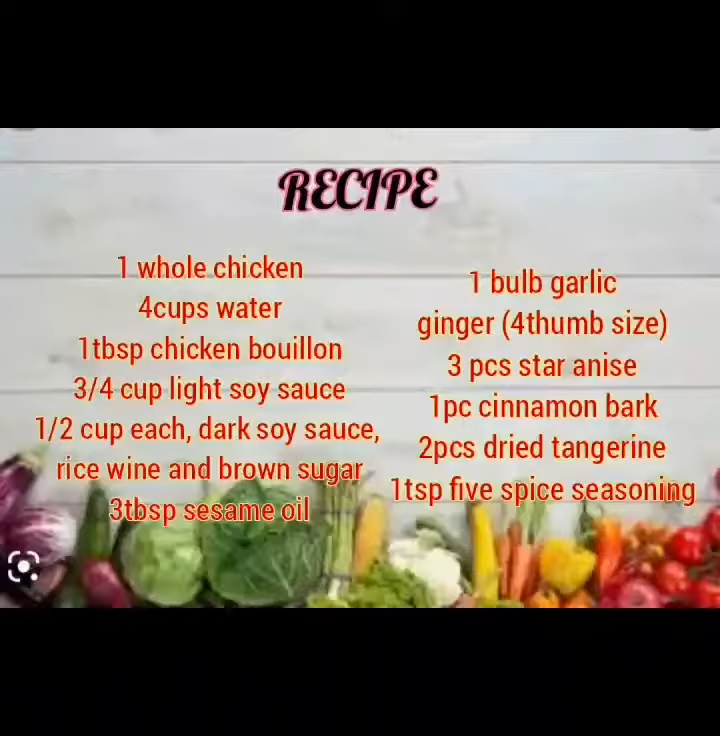 RECIPE
1 whole chicken
4cups water
1tbsp chicken bouillon
3/4 cup light soy sauce
1/2 cup each, dark soy sauce,
rice wine and brown sugar
3tbsp sesame oil
1 bulb garlic
ginger (4thumb size)
3 pcs star anise
1pc cinnamon bark
2pcs dried tangerine
1tsp five spice seasoning